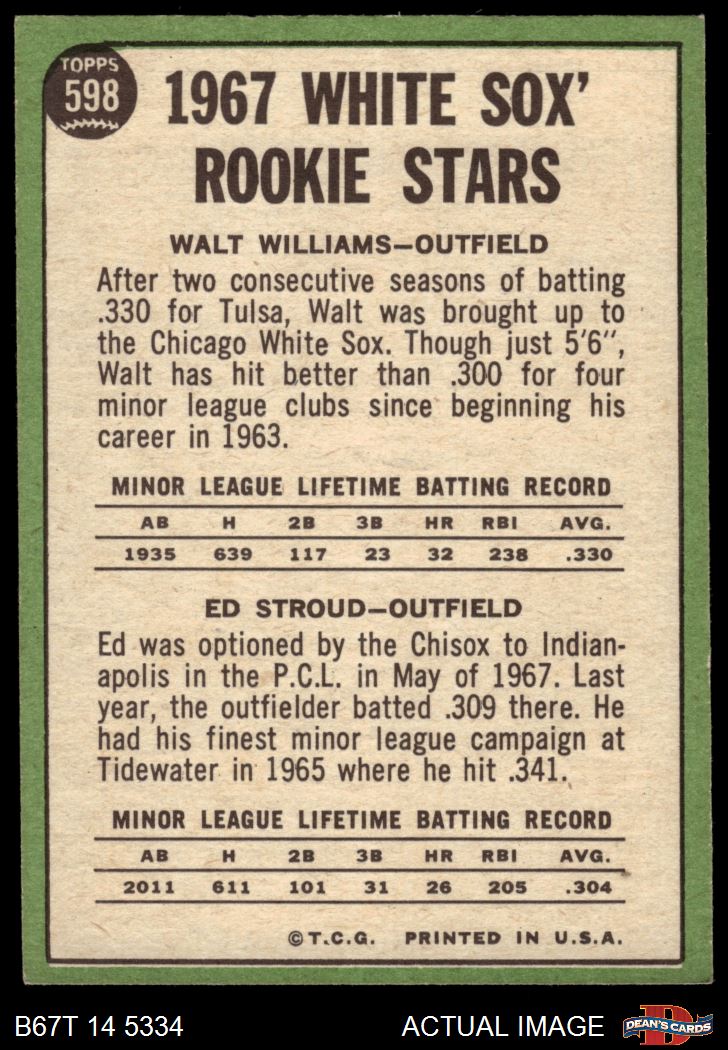 TOPPS
598
1967 WHITE SOX'
ROOKIE STARS
WALT WILLIAMS—OUTFIELD
After two consecutive seasons of batting
.330 for Tulsa, Walt was brought up to
the Chicago White Sox. Though just 5'6",
Walt has hit better than .300 for four
minor league clubs since beginning his
career in 1963.
MINOR LEAGUE LIFETIME BATTING RECORD
AB H 2B 3B HR RBI AVG.
1935 639 117 23 32 238 .330
ED STROUD—OUTFIELD
Ed was optioned by the Chisox to Indian-
apolis in the P.C.L. in May of 1967. Last
year, the outfielder batted .309 there. He
had his finest minor league campaign at
Tidewater in 1965 where he hit .341.
MINOR LEAGUE LIFETIME BATTING RECORD
AB H 2B 3B HR RBI AVG.
2011 611 101 31 26 205 .304
©T.C.G. PRINTED IN U.S.A.
B67T 14 5334 ACTUAL IMAGE D DEAN'S CARDS